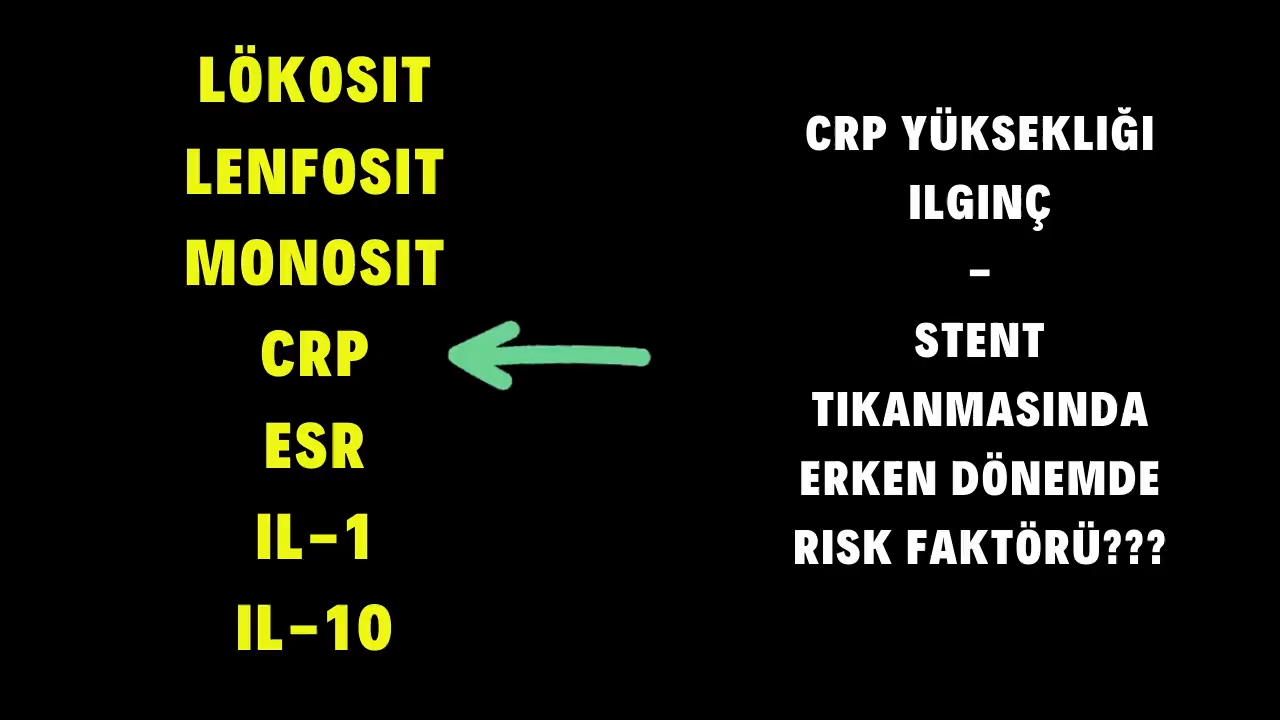 LÖKOSIT
LENFOSIT
MONOSIT
CRP
ESR
IL-1
IL-10
CRP YÜKSEKLIĞI
ILGINÇ
-
STENT
TIKANMASINDA
ERKEN DÖNEMDE
RISK FAKTÖRÜ???